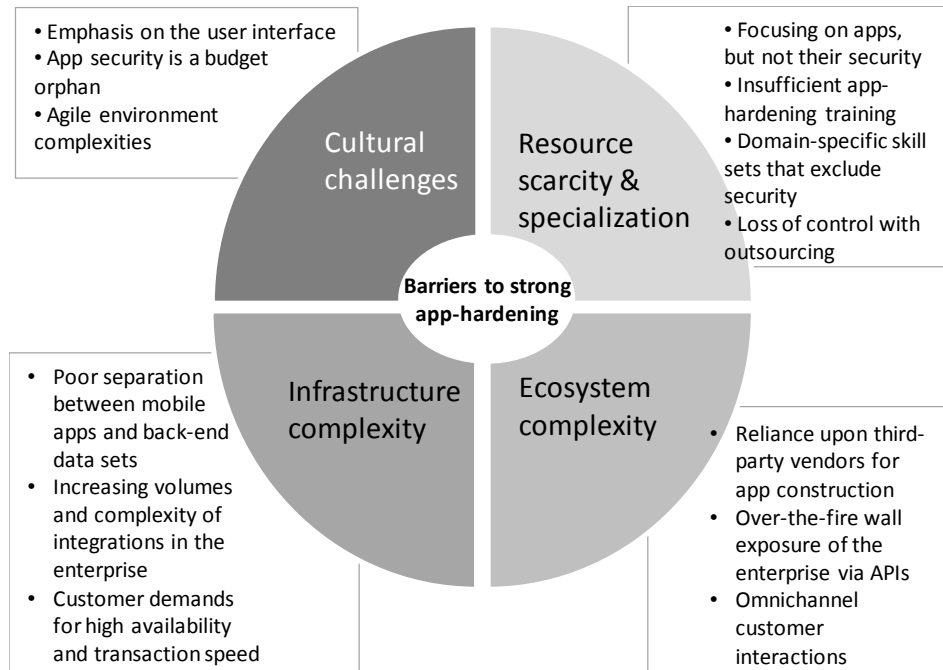 • Emphasis on the user interface
• App security is a budget
orphan
• Agile environment
complexities
Cultural
challenges
Resource
scarcity &
specialization
• Focusing on apps,
but not their security
• Insufficient app-
hardening training
• Domain-specific skill
sets that exclude
security
• Loss of control with
outsourcing
Barriers to strong
app-hardening
• Poor separation
between mobile
apps and back-end
data sets
• Increasing volumes
and complexity of
integrations in the
enterprise
• Customer demands
for high availability
and transaction speed
Infrastructure
complexity
Ecosystem
complexity
• Reliance upon third-
party vendors for
app construction
• Over-the-fire wall
exposure of the
enterprise via APIs
• Omnichannel
customer
interactions